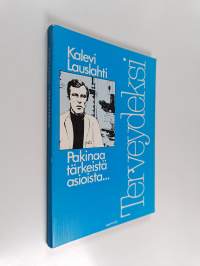 Kalevi
Lauslahti
Pakinaa
tärkeistä
asioista...
Terveydeksi